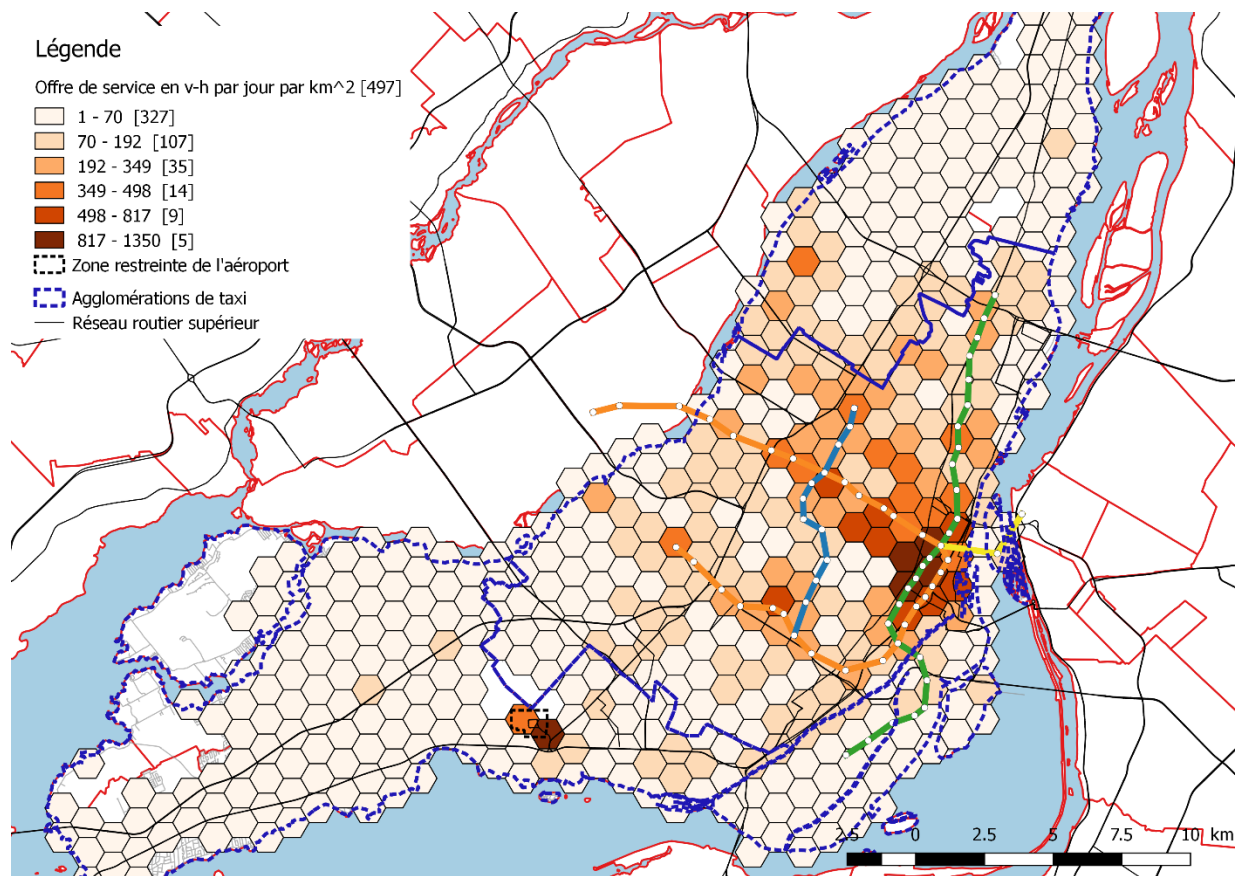 Légende
Offre de service en v-h par jour par km^2 [497]
1 - 70 [327]
70 - 192 [107]
192 - 349 [35]
349 - 498 [14]
498 - 817 [9]
817 - 1350 [5]
Zone restreinte de l'aéroport
Agglomérations de taxi
Réseau routier supérieur
2.5 0 2.5 5 7.5 10 km